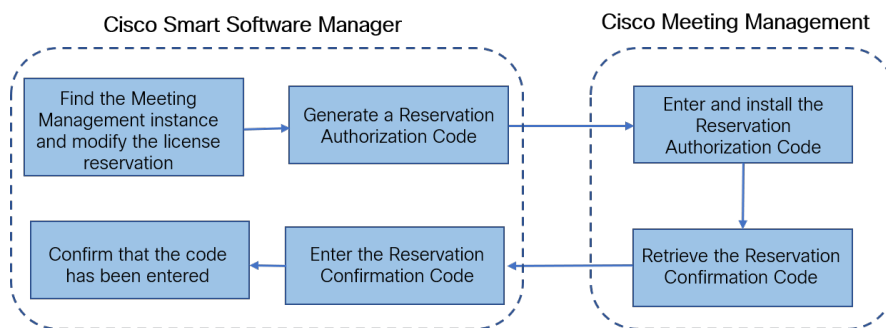 Cisco Smart Software Manager
Cisco Meeting Management
Find the Meeting
Management instance
and modify the license
reservation
Generate a Reservation
Authorization Code
Enter and install the
Reservation
Authorization Code
Retrieve the Reservation
Confirmation Code
Enter the Reservation
Confirmation Code
Confirm that the code
has been entered